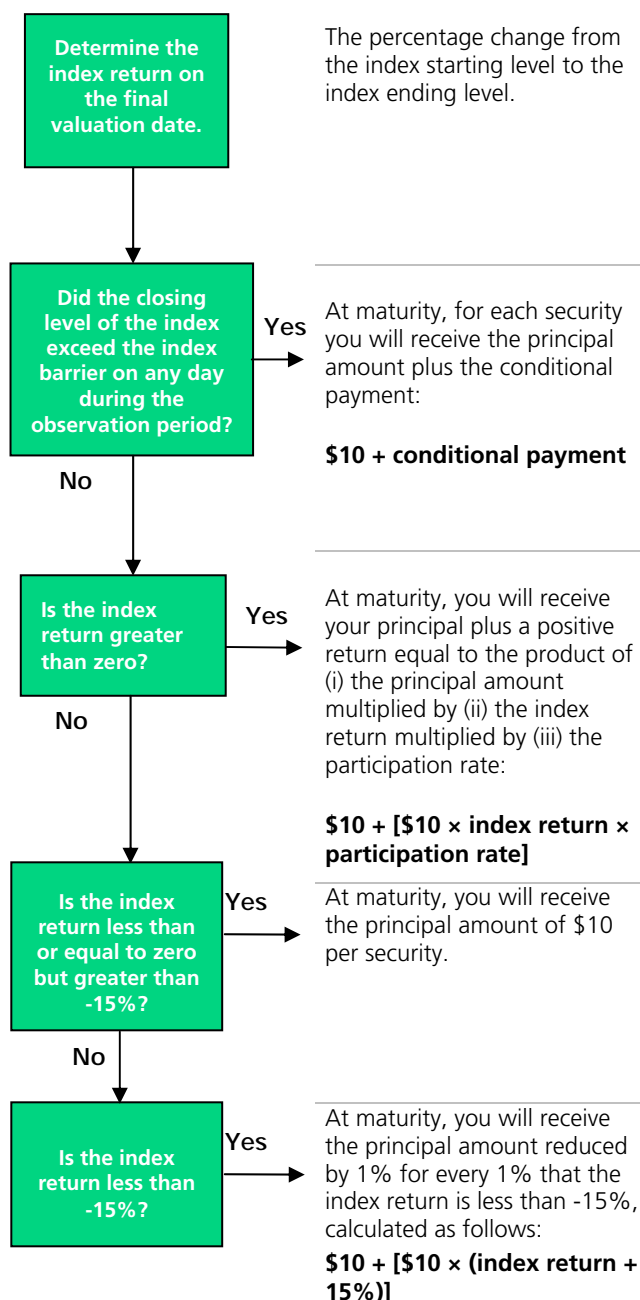 Determine the
index return on
the final
valuation date.
The percentage change from
the index starting level to the
index ending level.
Did the closing
level of the index
exceed the index
barrier on any day
during the
observation period?
Yes
At maturity, for each security
you will receive the principal
amount plus the conditional
payment:
$10 + conditional payment
No
Is the index
return greater
than zero?
Yes
At maturity, you will receive
your principal plus a positive
return equal to the product of
(i) the principal amount
multiplied by (ii) the index
return multiplied by (iii) the
participation rate:
$10 + [$10 × index return ×
participation rate]
No
Is the index
return less than
or equal to zero
but greater than
-15%?
Yes
At maturity, you will receive
the principal amount of $10
per security.
No
Is the index
return less than
-15%?
Yes
At maturity, you will receive
the principal amount reduced
by 1% for every 1% that the
index return is less than -15%,
calculated as follows:
$10 + [$10 × (index return +
15%)]